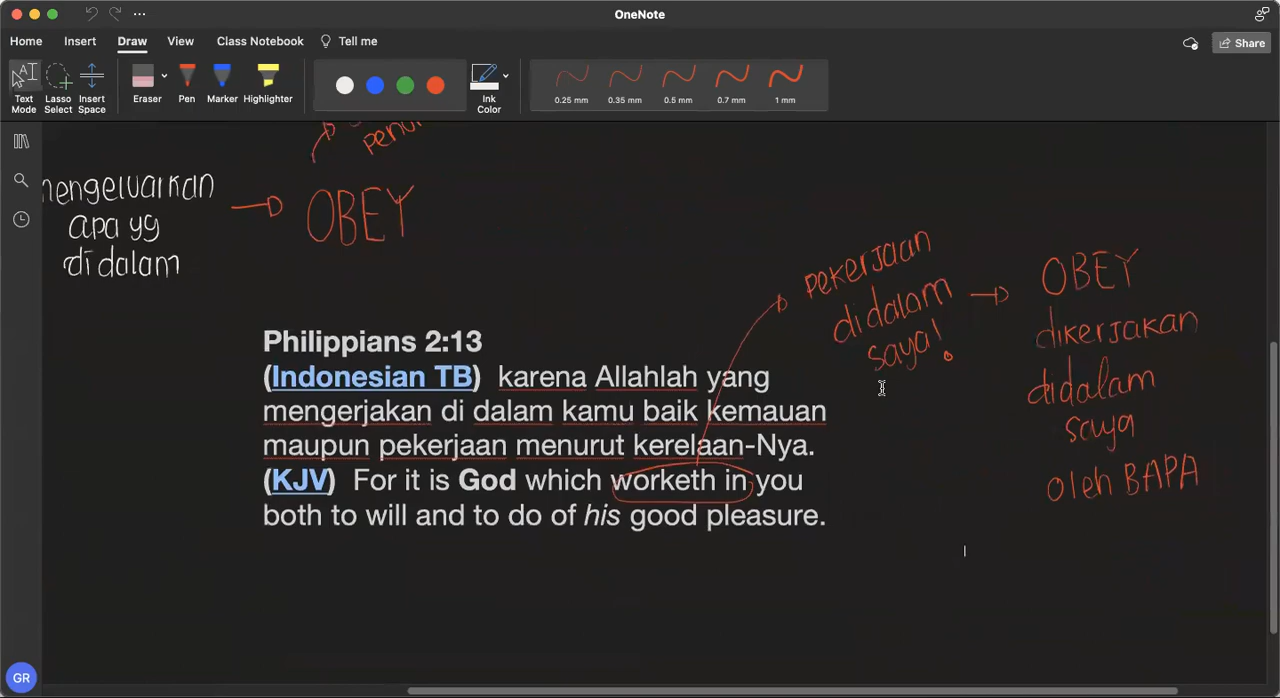 OneNote
Home Insert Draw View Class Notebook Tell me
Share
Text Mode
Lasso Select
Insert Space
Eraser
Pen
Marker
Highlighter
Ink Color
0.25 mm
0.35 mm
0.5 mm
0.7 mm
1 mm
mengeluarkan
apa yg
didalam
OBEY
pekerjaan
didalam
saya!
OBEY
dikerjakan
didalam
saya
oleh BAPA
Philippians 2:13
(Indonesian TB) karena Allahlah yang
mengerjakan di dalam kamu baik kemauan
maupun pekerjaan menurut kerelaan-Nya.
(KJV) For it is God which worketh in you
both to will and to do of his good pleasure.
GR